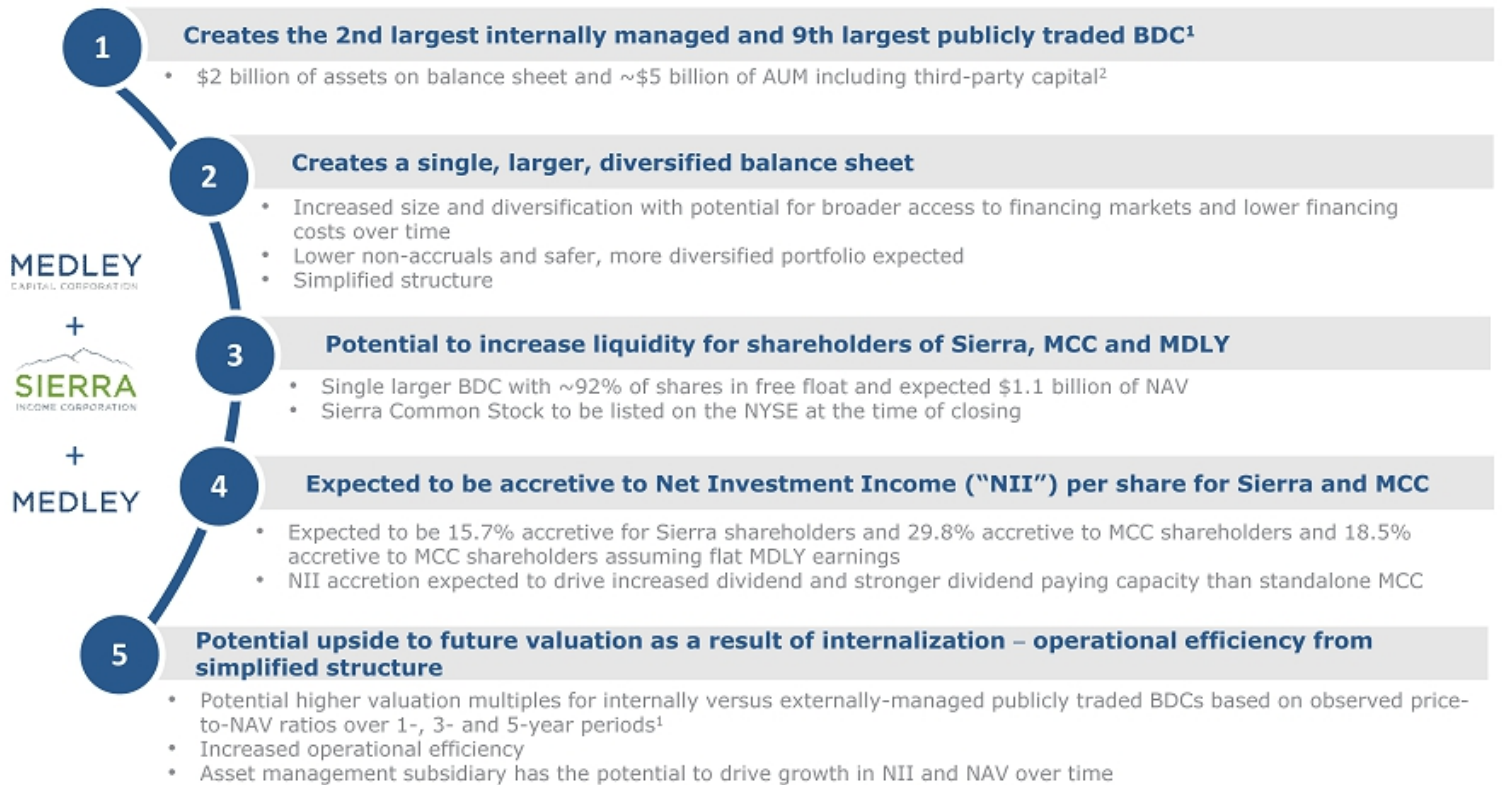 1
Creates the 2nd largest internally managed and 9th largest publicly traded BDC¹
• $2 billion of assets on balance sheet and ~$5 billion of AUM including third-party capital²
2
Creates a single, larger, diversified balance sheet
• Increased size and diversification with potential for broader access to financing markets and lower financing
costs over time
• Lower non-accruals and safer, more diversified portfolio expected
• Simplified structure
MEDLEY
CAPITAL CORPORATION
+
SIERRA
INCOME CORPORATION
+
MEDLEY
3
Potential to increase liquidity for shareholders of Sierra, MCC and MDLY
• Single larger BDC with ~92% of shares in free float and expected $1.1 billion of NAV
• Sierra Common Stock to be listed on the NYSE at the time of closing
4
Expected to be accretive to Net Investment Income (“NII”) per share for Sierra and MCC
• Expected to be 15.7% accretive for Sierra shareholders and 29.8% accretive to MCC shareholders and 18.5%
accretive to MCC shareholders assuming flat MDLY earnings
• NII accretion expected to drive increased dividend and stronger dividend paying capacity than standalone MCC
5
Potential upside to future valuation as a result of internalization – operational efficiency from
simplified structure
• Potential higher valuation multiples for internally versus externally-managed publicly traded BDCs based on observed price-
to-NAV ratios over 1-, 3- and 5-year periods¹
• Increased operational efficiency
• Asset management subsidiary has the potential to drive growth in NII and NAV over time